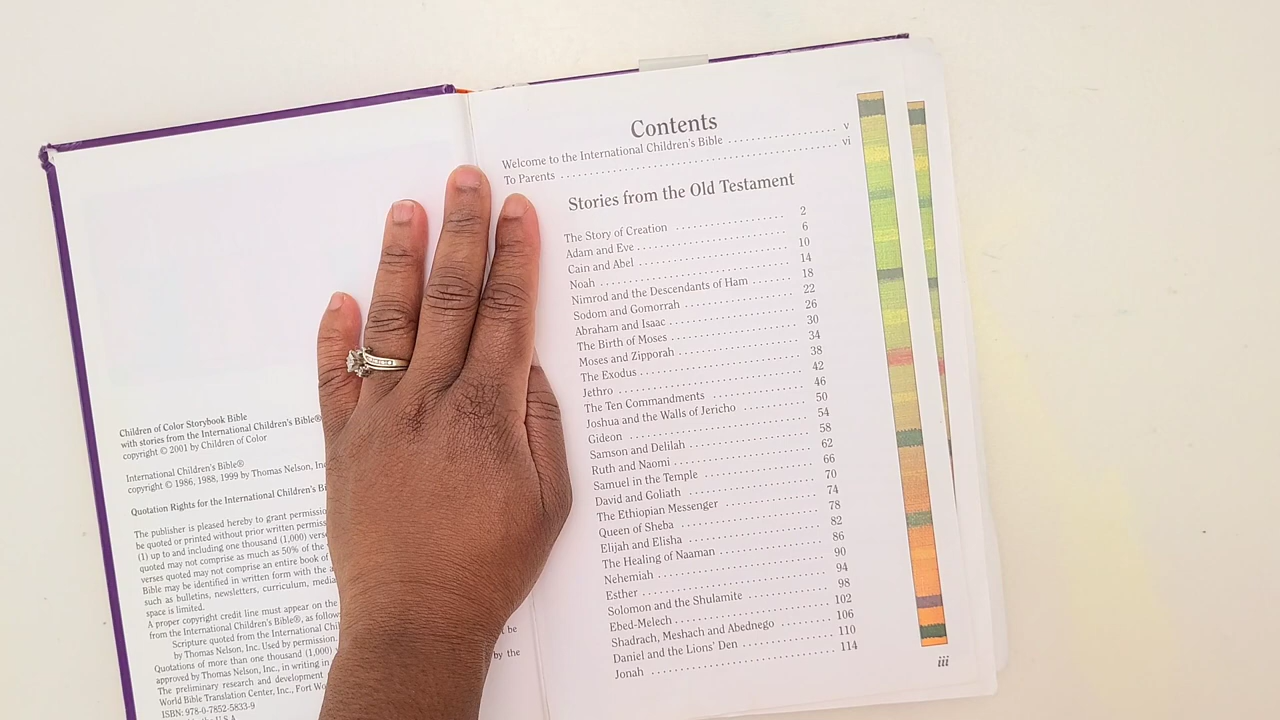 Children of Color Storybook Bible
with stories from the International Children's Bible®
copyright © 2001 by Children of Color
International Children's Bible®
copyright © 1986, 1988, 1999 by Thomas Nelson, Inc
Quotation Rights for the International Children's Bi
The publisher is pleased hereby to grant permissio
be quoted or printed without prior written permiss
(1) up to and including one thousand (1,000) verse
quoted may not comprise as much as 50% of the
verses quoted may not comprise an entire book of
Bible may be identified in written form with the a
such as bulletins, newsletters, curriculum, media
space is limited.
A proper copyright credit line must appear on the
from the International Children's Bible®, as follow
Scripture quoted from the International Chi
by Thomas Nelson, Inc. Used by permission.
Quotations of more than one thousand (1,000)
approved by Thomas Nelson, Inc., in writing in
The preliminary research and development
World Bible Translation Center, Inc., Fort Wo
ISBN: 978-0-7852-5833-9
be
by the
Contents
Welcome to the International Children's Bible . . . . . . . . . . v
To Parents . . . . . . . . . . vi
Stories from the Old Testament
The Story of Creation . . . . . . . . . . 2
Adam and Eve . . . . . . . . . . 6
Cain and Abel . . . . . . . . . . 10
Noah . . . . . . . . . . 14
Nimrod and the Descendants of Ham . . . . . . . . . . 18
Sodom and Gomorrah . . . . . . . . . . 22
Abraham and Isaac . . . . . . . . . . 26
The Birth of Moses . . . . . . . . . . 30
Moses and Zipporah . . . . . . . . . . 34
The Exodus . . . . . . . . . . 38
Jethro . . . . . . . . . . 42
The Ten Commandments . . . . . . . . . . 46
Joshua and the Walls of Jericho . . . . . . . . . . 50
Gideon . . . . . . . . . . 54
Samson and Delilah . . . . . . . . . . 58
Ruth and Naomi . . . . . . . . . . 62
Samuel in the Temple . . . . . . . . . . 66
David and Goliath . . . . . . . . . . 70
The Ethiopian Messenger . . . . . . . . . . 74
Queen of Sheba . . . . . . . . . . 78
Elijah and Elisha . . . . . . . . . . 82
The Healing of Naaman . . . . . . . . . . 86
Nehemiah . . . . . . . . . . 90
Esther . . . . . . . . . . 94
Solomon and the Shulamite . . . . . . . . . . 98
Ebed-Melech . . . . . . . . . . 102
Shadrach, Meshach and Abednego . . . . . . . . . . 106
Daniel and the Lions' Den . . . . . . . . . . 110
Jonah . . . . . . . . . . 114
iii